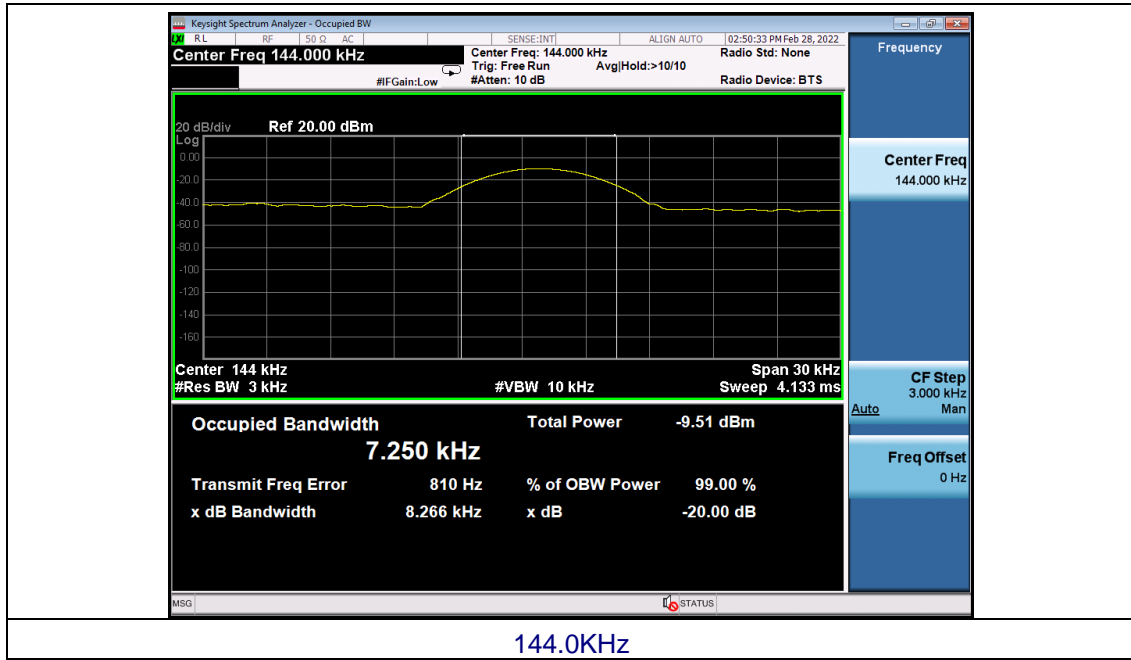 Keysight Spectrum Analyzer - Occupied BW
LXI RL RF 50 Ω AC SENSE:INT ALIGN AUTO 02:50:33 PM Feb 28, 2022
Center Freq 144.000 kHz
Center Freq: 144.000 kHz
Radio Std: None
Trig: Free Run Avg|Hold:>10/10
#IFGain:Low #Atten: 10 dB Radio Device: BTS
20 dB/div Ref 20.00 dBm
Log
0.00
-20.0
-40.0
-60.0
-80.0
-100
-120
-140
-160
Center 144 kHz Span 30 kHz
#Res BW 3 kHz #VBW 10 kHz Sweep 4.133 ms
Occupied Bandwidth Total Power -9.51 dBm
7.250 kHz
Transmit Freq Error 810 Hz % of OBW Power 99.00 %
x dB Bandwidth 8.266 kHz x dB -20.00 dB
MSG STATUS
Frequency
Center Freq
144.000 kHz
CF Step
3.000 kHz
Auto Man
Freq Offset
0 Hz
144.0KHz